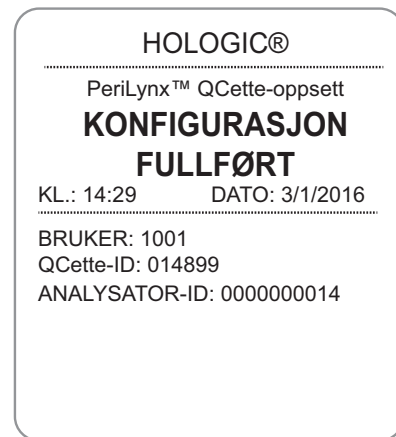 HOLOGIC®
PeriLynx™ QCette-oppsett
KONFIGURASJON
FULLFØRT
KL.: 14:29 DATO: 3/1/2016
BRUKER: 1001
QCette-ID: 014899
ANALYSATOR-ID: 0000000014